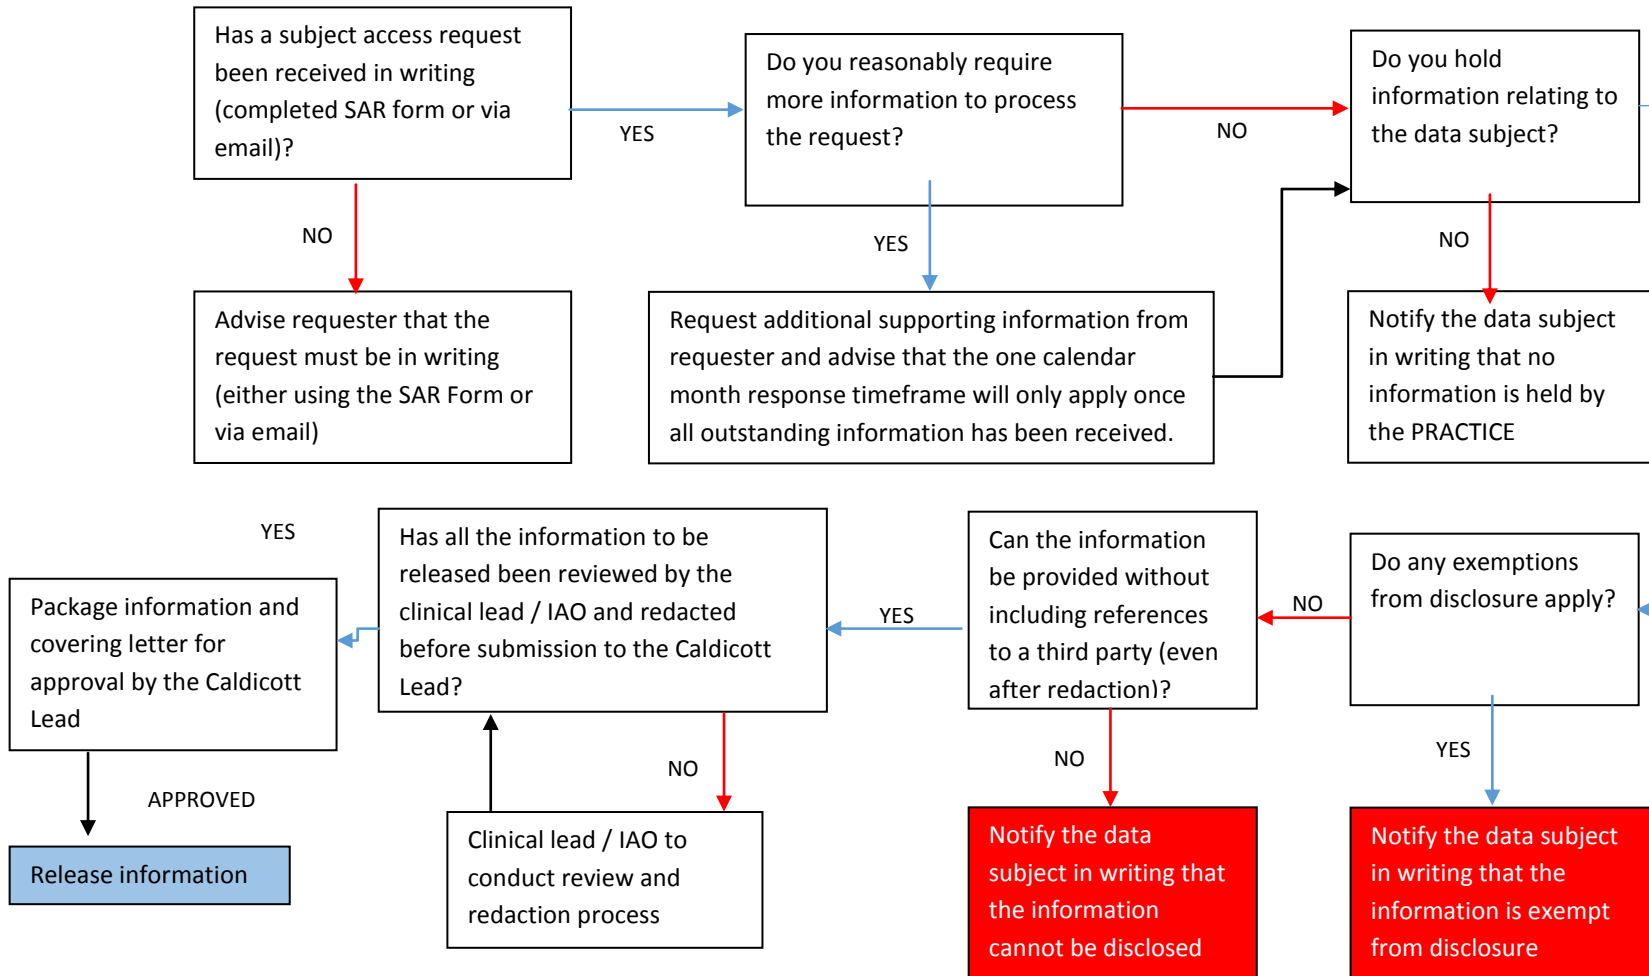 Has a subject access request
been received in writing
(completed SAR form or via
email)?
YES
Do you reasonably require
more information to process
the request?
NO
Do you hold
information relating to
the data subject?
NO
YES
NO
Advise requester that the
request must be in writing
(either using the SAR Form or
via email)
Request additional supporting information from
requester and advise that the one calendar
month response timeframe will only apply once
all outstanding information has been received.
Notify the data subject
in writing that no
information is held by
the PRACTICE
Do any exemptions
from disclosure apply?
NO
YES
Notify the data subject
in writing that the
information is exempt
from disclosure
Can the information
be provided without
including references
to a third party (even
after redaction)?
YES
NO
Notify the data
subject in writing that
the information
cannot be disclosed
Has all the information to be
released been reviewed by the
clinical lead / IAO and redacted
before submission to the Caldicott
Lead?
YES
NO
Clinical lead / IAO to
conduct review and
redaction process
Package information and
covering letter for
approval by the Caldicott
Lead
APPROVED
Release information